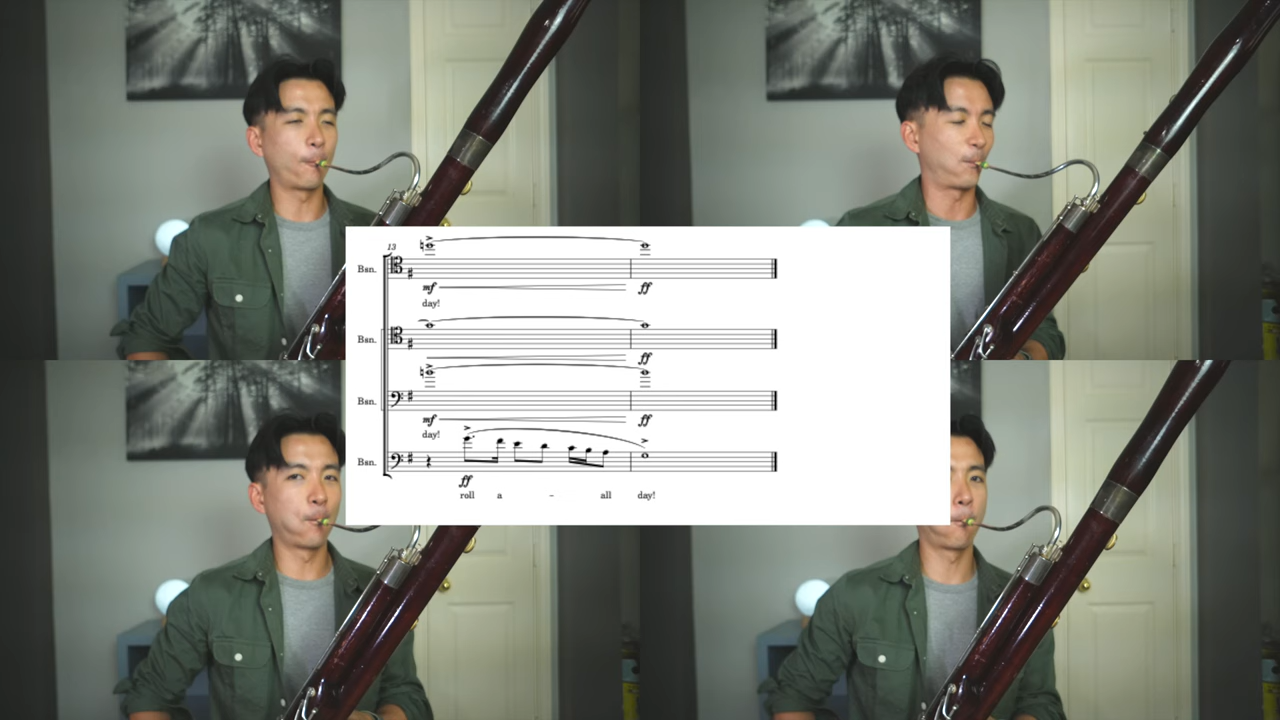 13
Bsn.
mf ff
day!
Bsn.
ff
Bsn.
mf ff
day!
Bsn.
ff
roll a - all day!